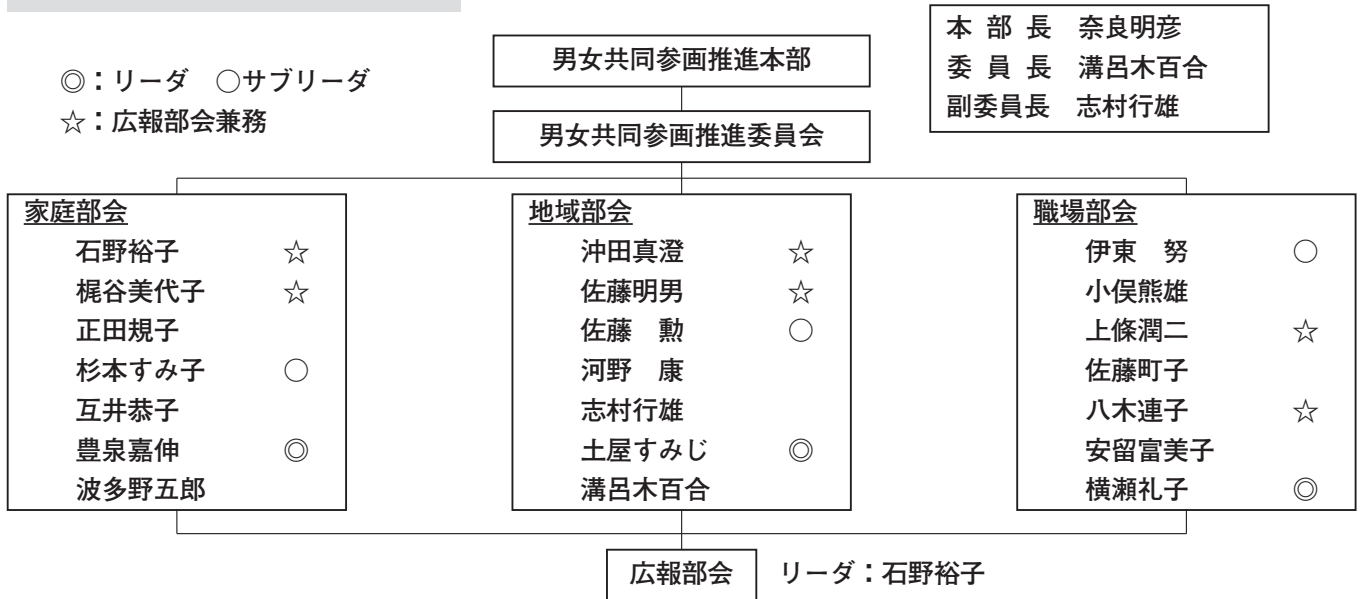 本 部 長　奈良明彦
委 員 長　溝呂木百合
副委員長　志村行雄
◎：リーダ　○サブリーダ
☆：広報部会兼務
男女共同参画推進本部
男女共同参画推進委員会
家庭部会
石野裕子　☆
梶谷美代子　☆
正田規子
杉本すみ子　○
互井恭子
豊泉嘉伸　◎
波多野五郎
地域部会
沖田真澄　☆
佐藤明男　☆
佐藤　勲　○
河野　康
志村行雄
土屋すみじ　◎
溝呂木百合
職場部会
伊東　努　○
小俣熊雄
上條潤二　☆
佐藤町子
八木連子　☆
安留富美子
横瀬礼子　◎
広報部会　リーダ：石野裕子